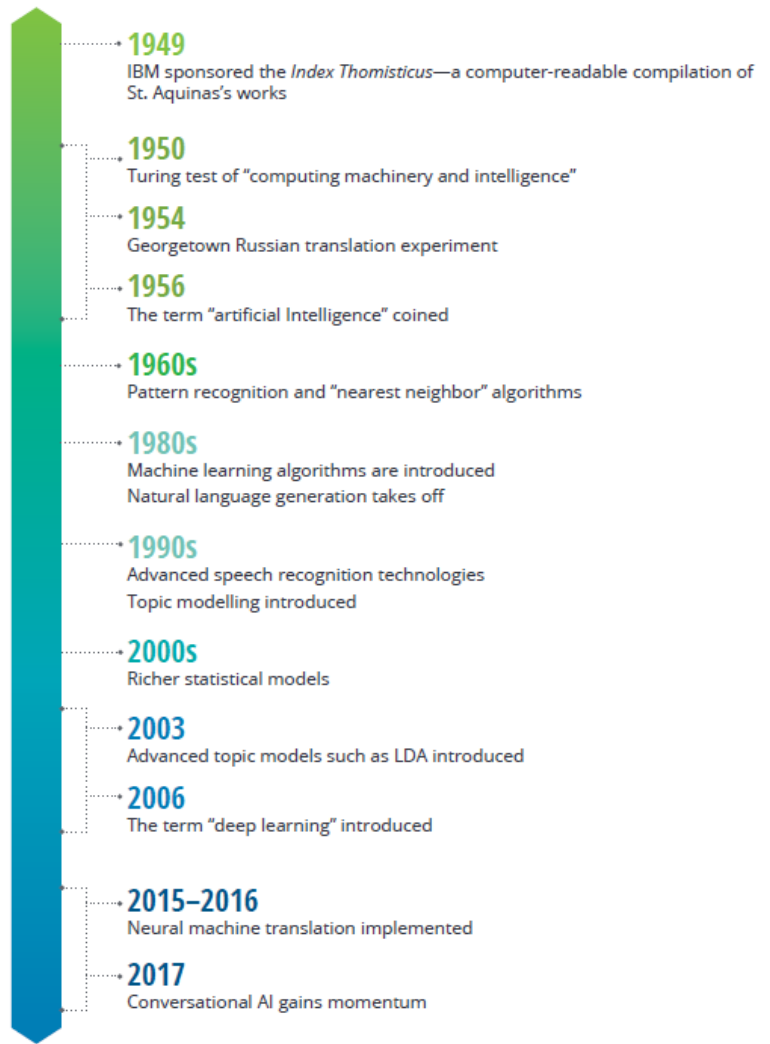 1949
IBM sponsored the Index Thomisticus—a computer-readable compilation of
St. Aquinas’s works
1950
Turing test of “computing machinery and intelligence”
1954
Georgetown Russian translation experiment
1956
The term “artificial Intelligence” coined
1960s
Pattern recognition and “nearest neighbor” algorithms
1980s
Machine learning algorithms are introduced
Natural language generation takes off
1990s
Advanced speech recognition technologies
Topic modelling introduced
2000s
Richer statistical models
2003
Advanced topic models such as LDA introduced
2006
The term “deep learning” introduced
2015–2016
Neural machine translation implemented
2017
Conversational AI gains momentum